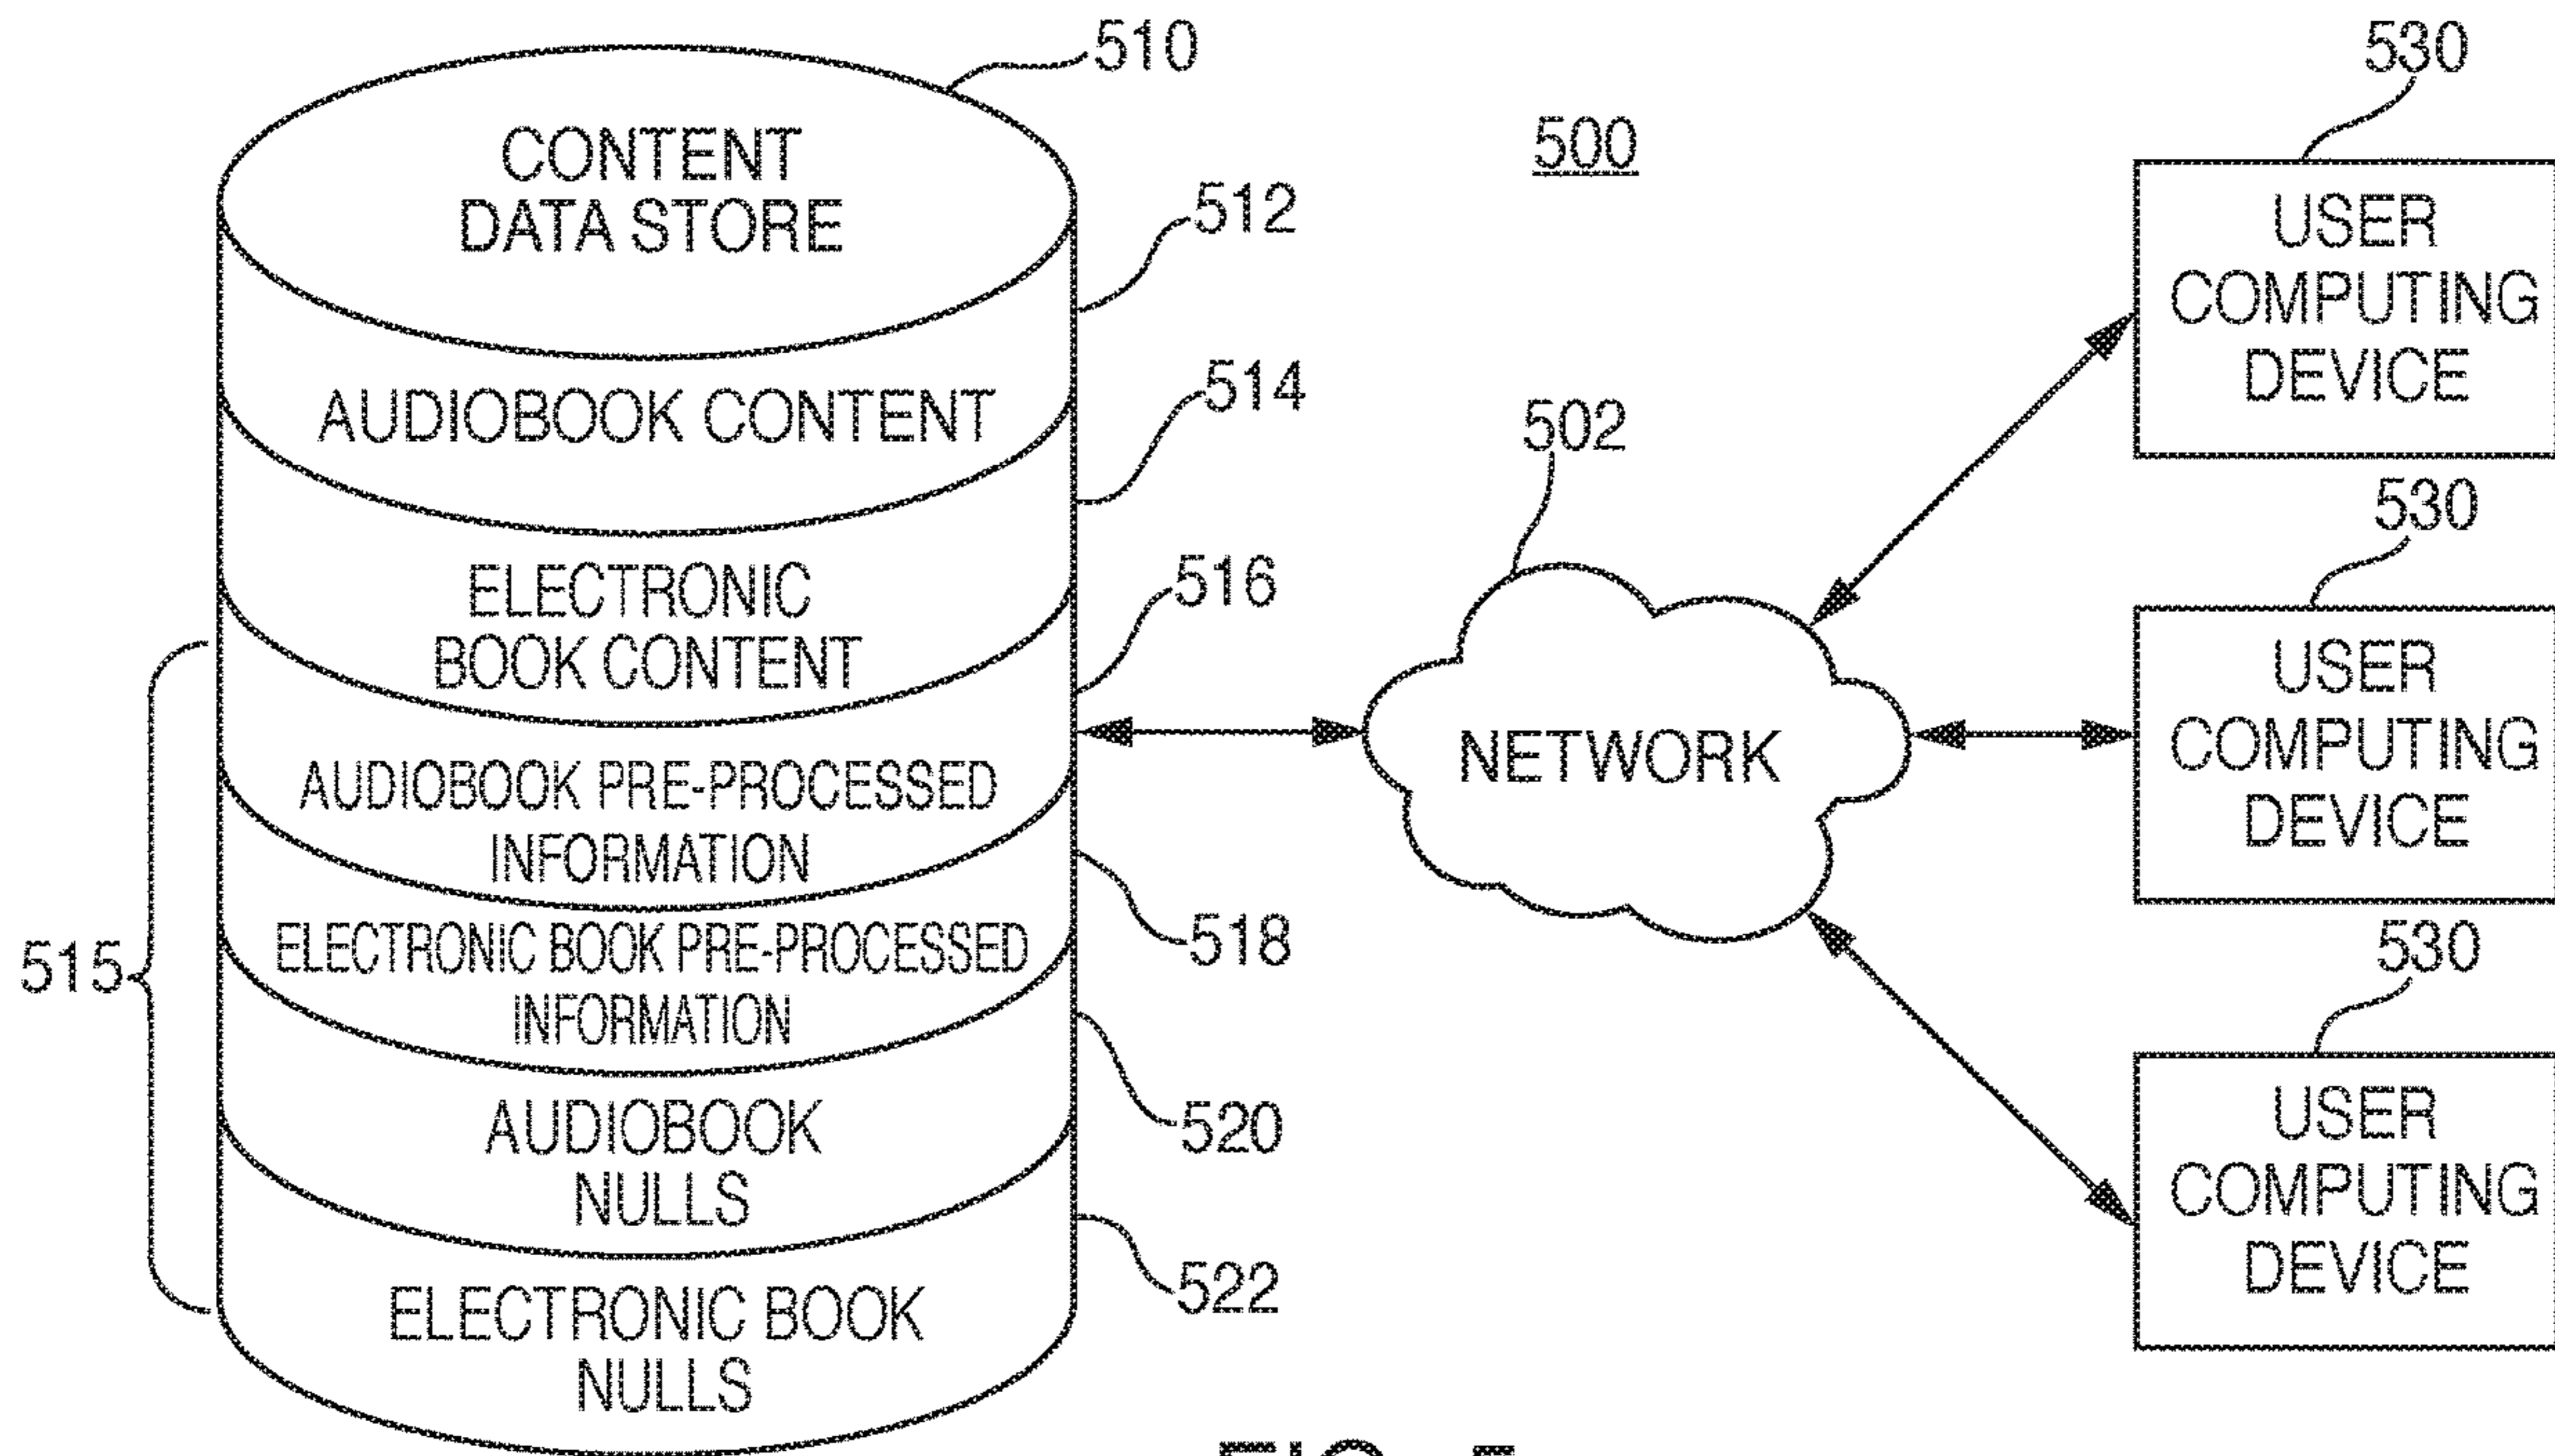 510
CONTENT
DATA STORE
512
AUDIOBOOK CONTENT
514
ELECTRONIC
BOOK CONTENT
516
AUDIOBOOK PRE-PROCESSED
INFORMATION
518
ELECTRONIC BOOK PRE-PROCESSED
INFORMATION
520
AUDIOBOOK
NULLS
522
ELECTRONIC BOOK
NULLS
515
500
502
NETWORK
530
USER
COMPUTING
DEVICE
530
USER
COMPUTING
DEVICE
530
USER
COMPUTING
DEVICE